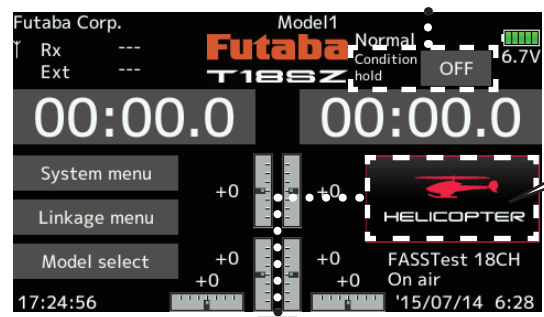 Futaba Corp.
Model1
Rx ---
Ext ---
Futaba
T18SZ
Normal
Condition
hold
OFF
6.7V
00:00.0
00:00.0
System menu
Linkage menu
Model select
+0
+0
HELICOPTER
+0
+0
+0
+0
FASSTest 18CH
On air
17:24:56
'15/07/14 6:28